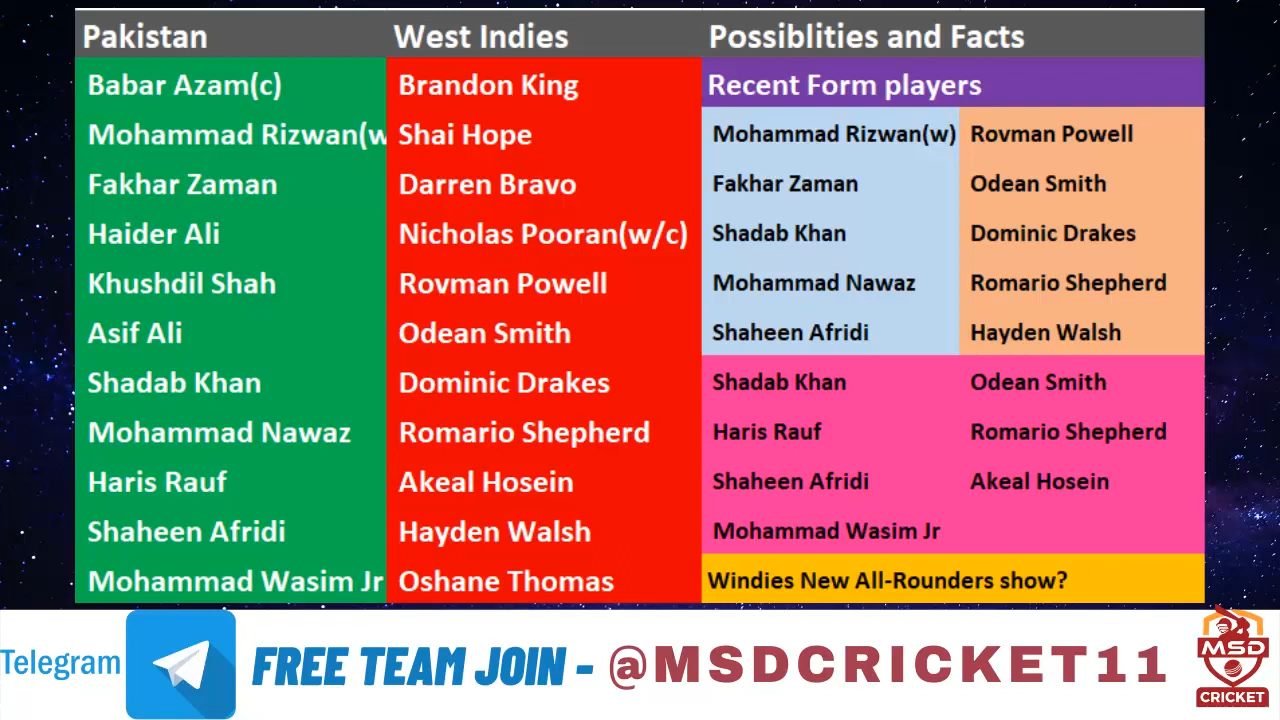 Pakistan West Indies Possiblities and Facts
Babar Azam(c) Brandon King Recent Form players
Mohammad Rizwan(w Shai Hope Mohammad Rizwan(w) Rovman Powell
Fakhar Zaman Darren Bravo Fakhar Zaman Odean Smith
Haider Ali Nicholas Pooran(w/c) Shadab Khan Dominic Drakes
Khushdil Shah Rovman Powell Mohammad Nawaz Romario Shepherd
Asif Ali Odean Smith Shaheen Afridi Hayden Walsh
Shadab Khan Dominic Drakes Shadab Khan Odean Smith
Mohammad Nawaz Romario Shepherd Haris Rauf Romario Shepherd
Haris Rauf Akeal Hosein Shaheen Afridi Akeal Hosein
Shaheen Afridi Hayden Walsh Mohammad Wasim Jr
Mohammad Wasim Jr Oshane Thomas Windies New All-Rounders show?
Telegram FREE TEAM JOIN - @MSDCRICKET11
MSD
CRICKET